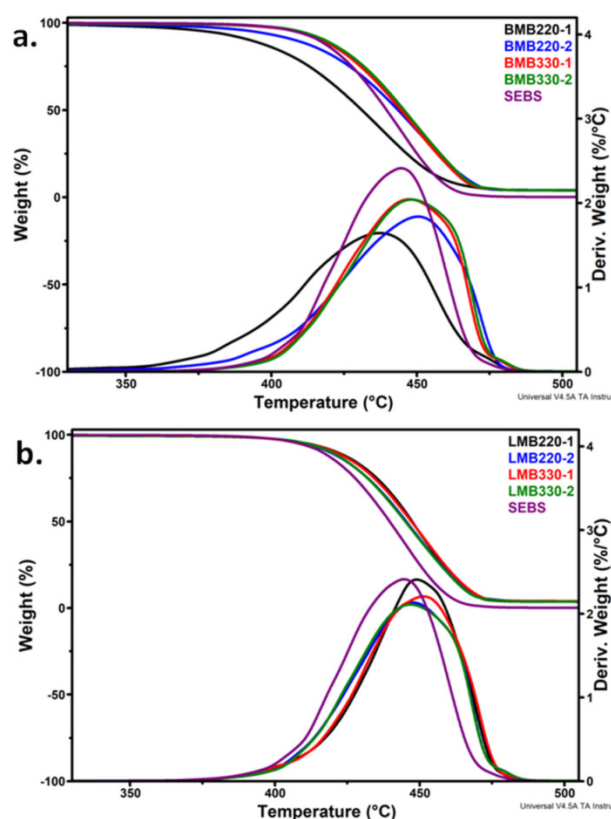 a.
BMB220-1
BMB220-2
BMB330-1
BMB330-2
SEBS
Weight (%)
Deriv. Weight (%/°C)
100
50
0
-50
-100
4
3
2
1
0
350
400
450
500
Temperature (°C)
Universal V4.5A TA Instru
b.
LMB220-1
LMB220-2
LMB330-1
LMB330-2
SEBS
Weight (%)
Deriv. Weight (%/°C)
100
50
0
-50
-100
4
3
2
1
0
350
400
450
500
Temperature (°C)
Universal V4.5A TA Instru